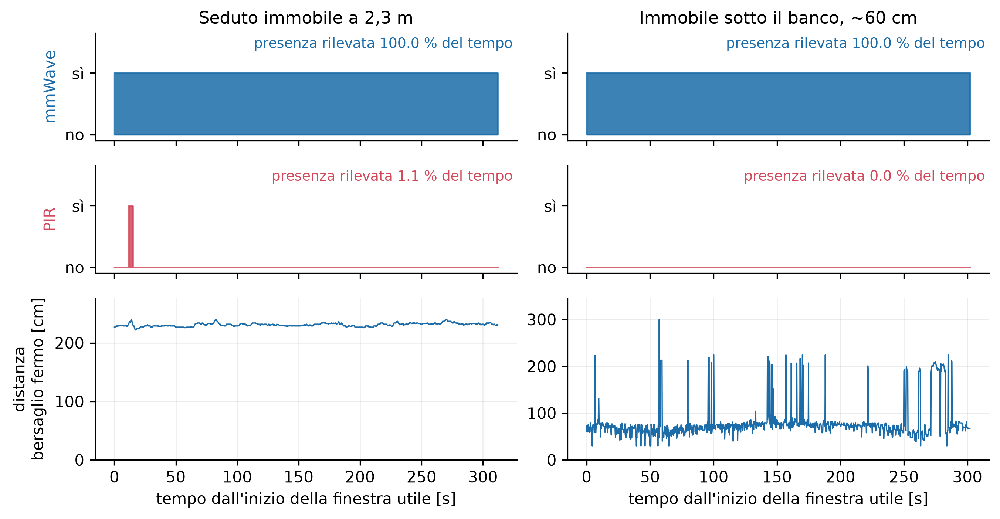 Seduto immobile a 2,3 m
Immobile sotto il banco, ~60 cm
mmWave
presenza rilevata 100.0 % del tempo
sì
no
presenza rilevata 100.0 % del tempo
sì
no
PIR
presenza rilevata 1.1 % del tempo
sì
no
presenza rilevata 0.0 % del tempo
sì
no
distanza
bersaglio fermo [cm]
200
100
0
0 50 100 150 200 250 300
tempo dall'inizio della finestra utile [s]
300
200
100
0
0 50 100 150 200 250 300
tempo dall'inizio della finestra utile [s]